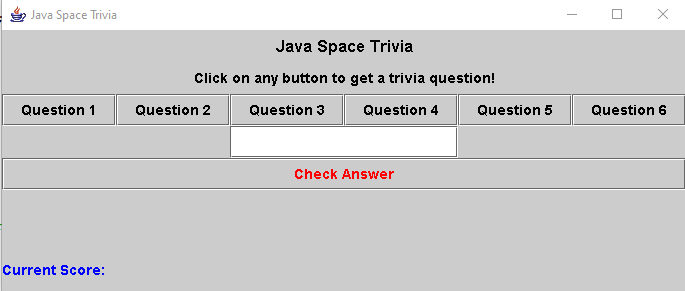 Java Space Trivia
Java Space Trivia
Click on any button to get a trivia question!
Question 1 Question 2 Question 3 Question 4 Question 5 Question 6
Check Answer
Current Score: